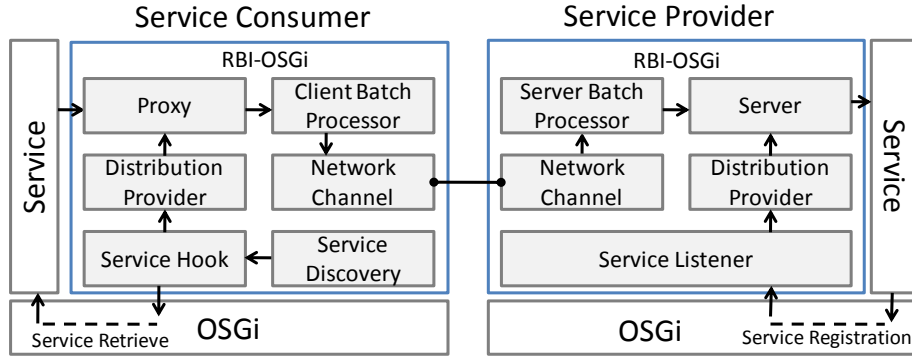 Service Consumer
Service Provider
RBI-OSGi
RBI-OSGi
Service
Proxy
Client Batch
Processor
Server Batch
Processor
Server
Service
Distribution
Provider
Network
Channel
Network
Channel
Distribution
Provider
Service Hook
Service
Discovery
Service Listener
OSGi
Service Retrieve
OSGi
Service Registration